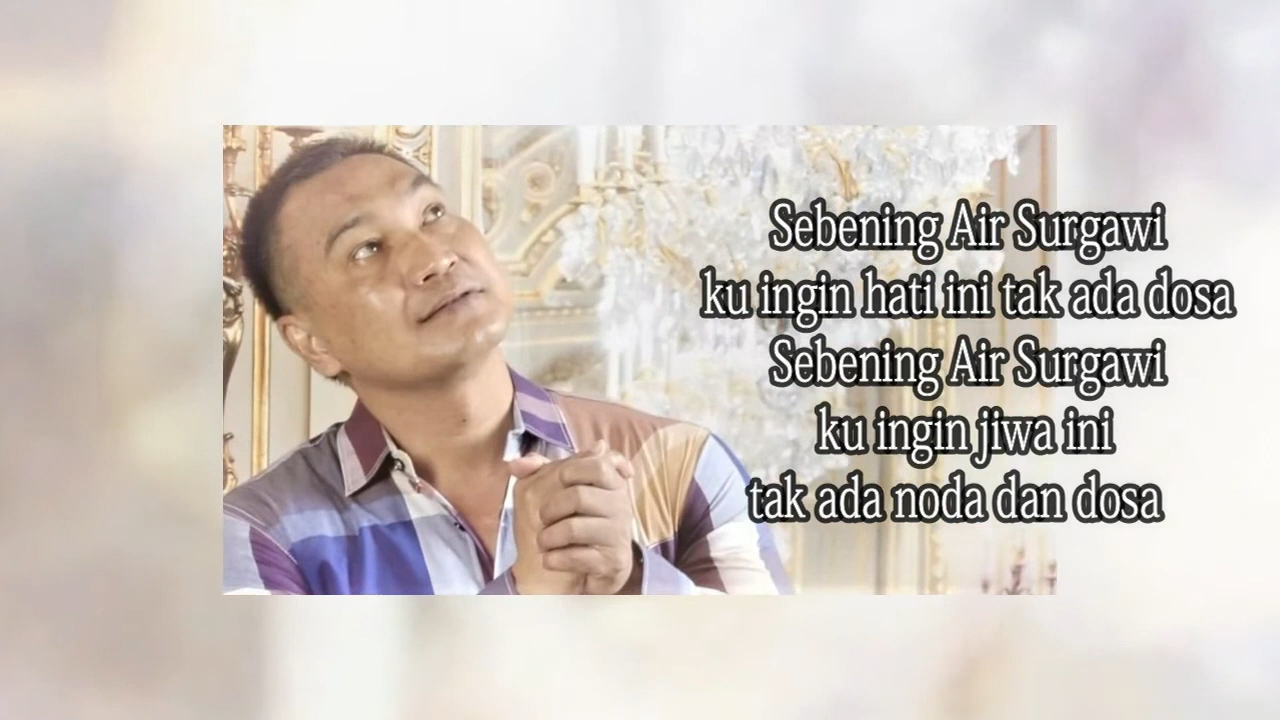 Sebening Air Surgawi
ku ingin hati ini tak ada dosa
Sebening Air Surgawi
ku ingin jiwa ini
tak ada noda dan dosa